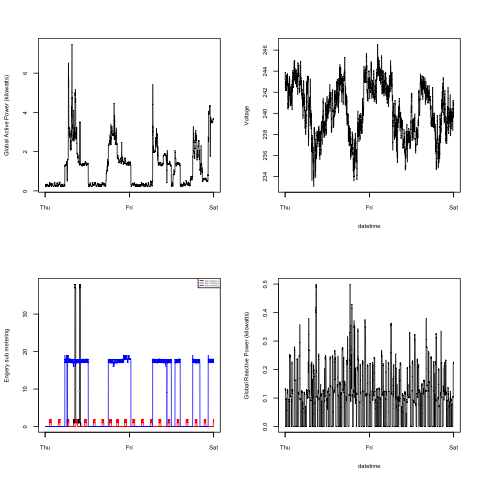 Global Active Power (kilowatts)
0
2
4
6
Thu
Fri
Sat
Voltage
234
236
238
240
242
244
246
Thu
Fri
Sat
datetime
Engery sub metering
0
10
20
30
Thu
Fri
Sat
Global Reactive Power (kilowatts)
0.0
0.1
0.2
0.3
0.4
0.5
Thu
Fri
Sat
datetime